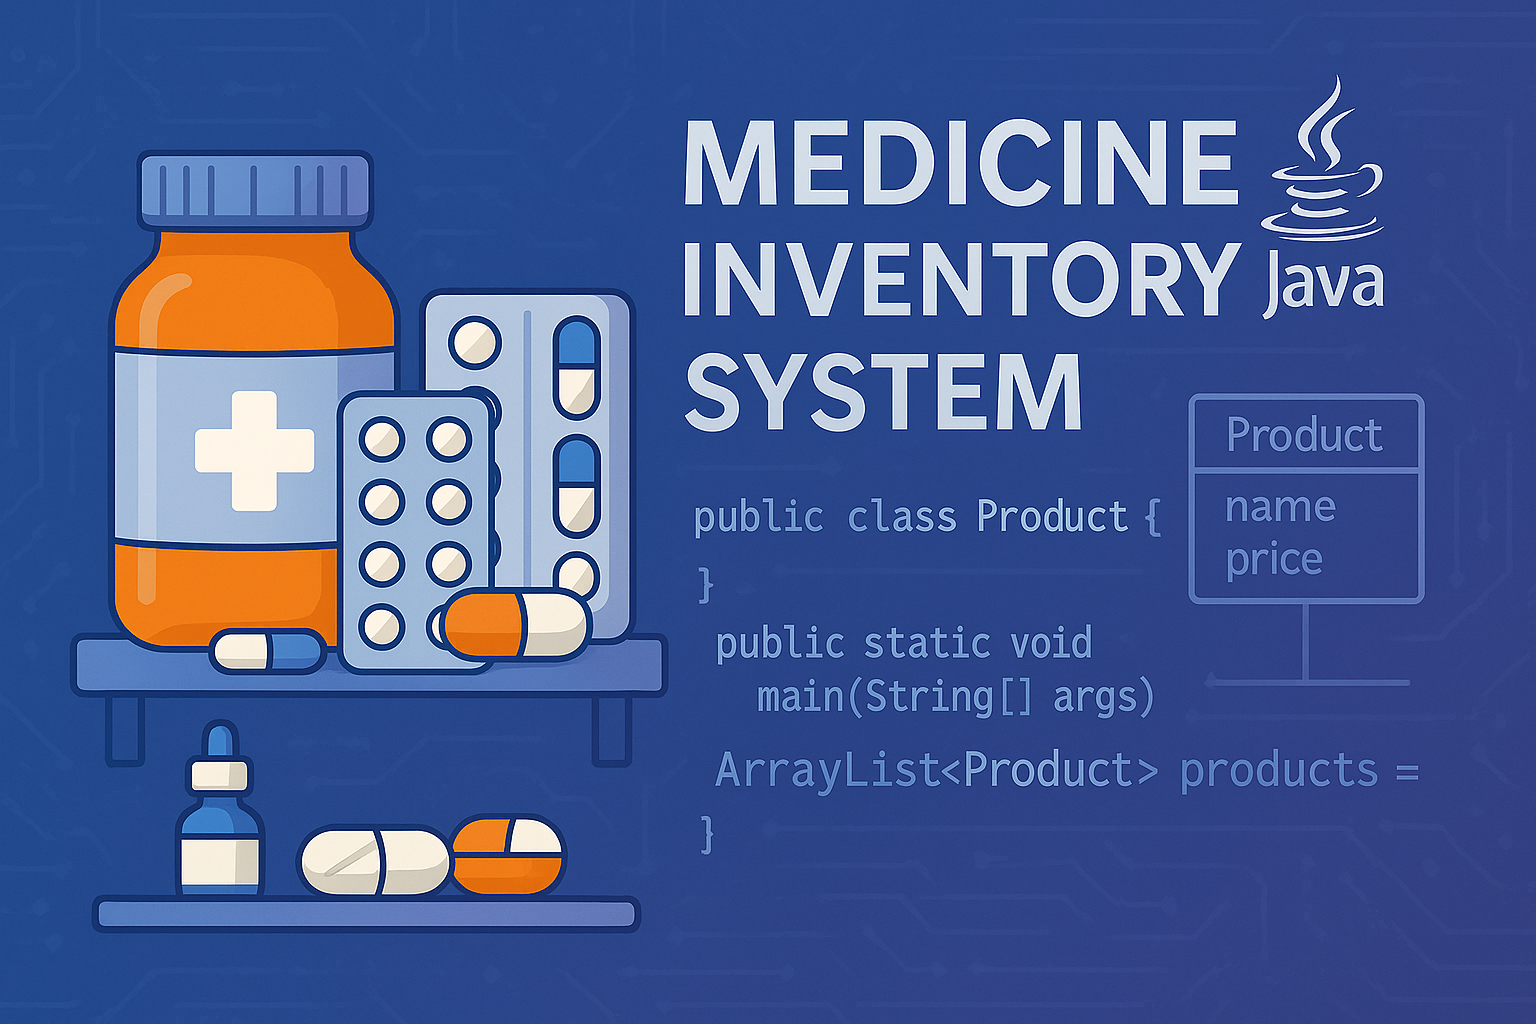 MEDICINE
INVENTORY
SYSTEM
Java
Product
name
price
public class Product {
}
public static void
main(String[] args)
ArrayList<Product> products =
}